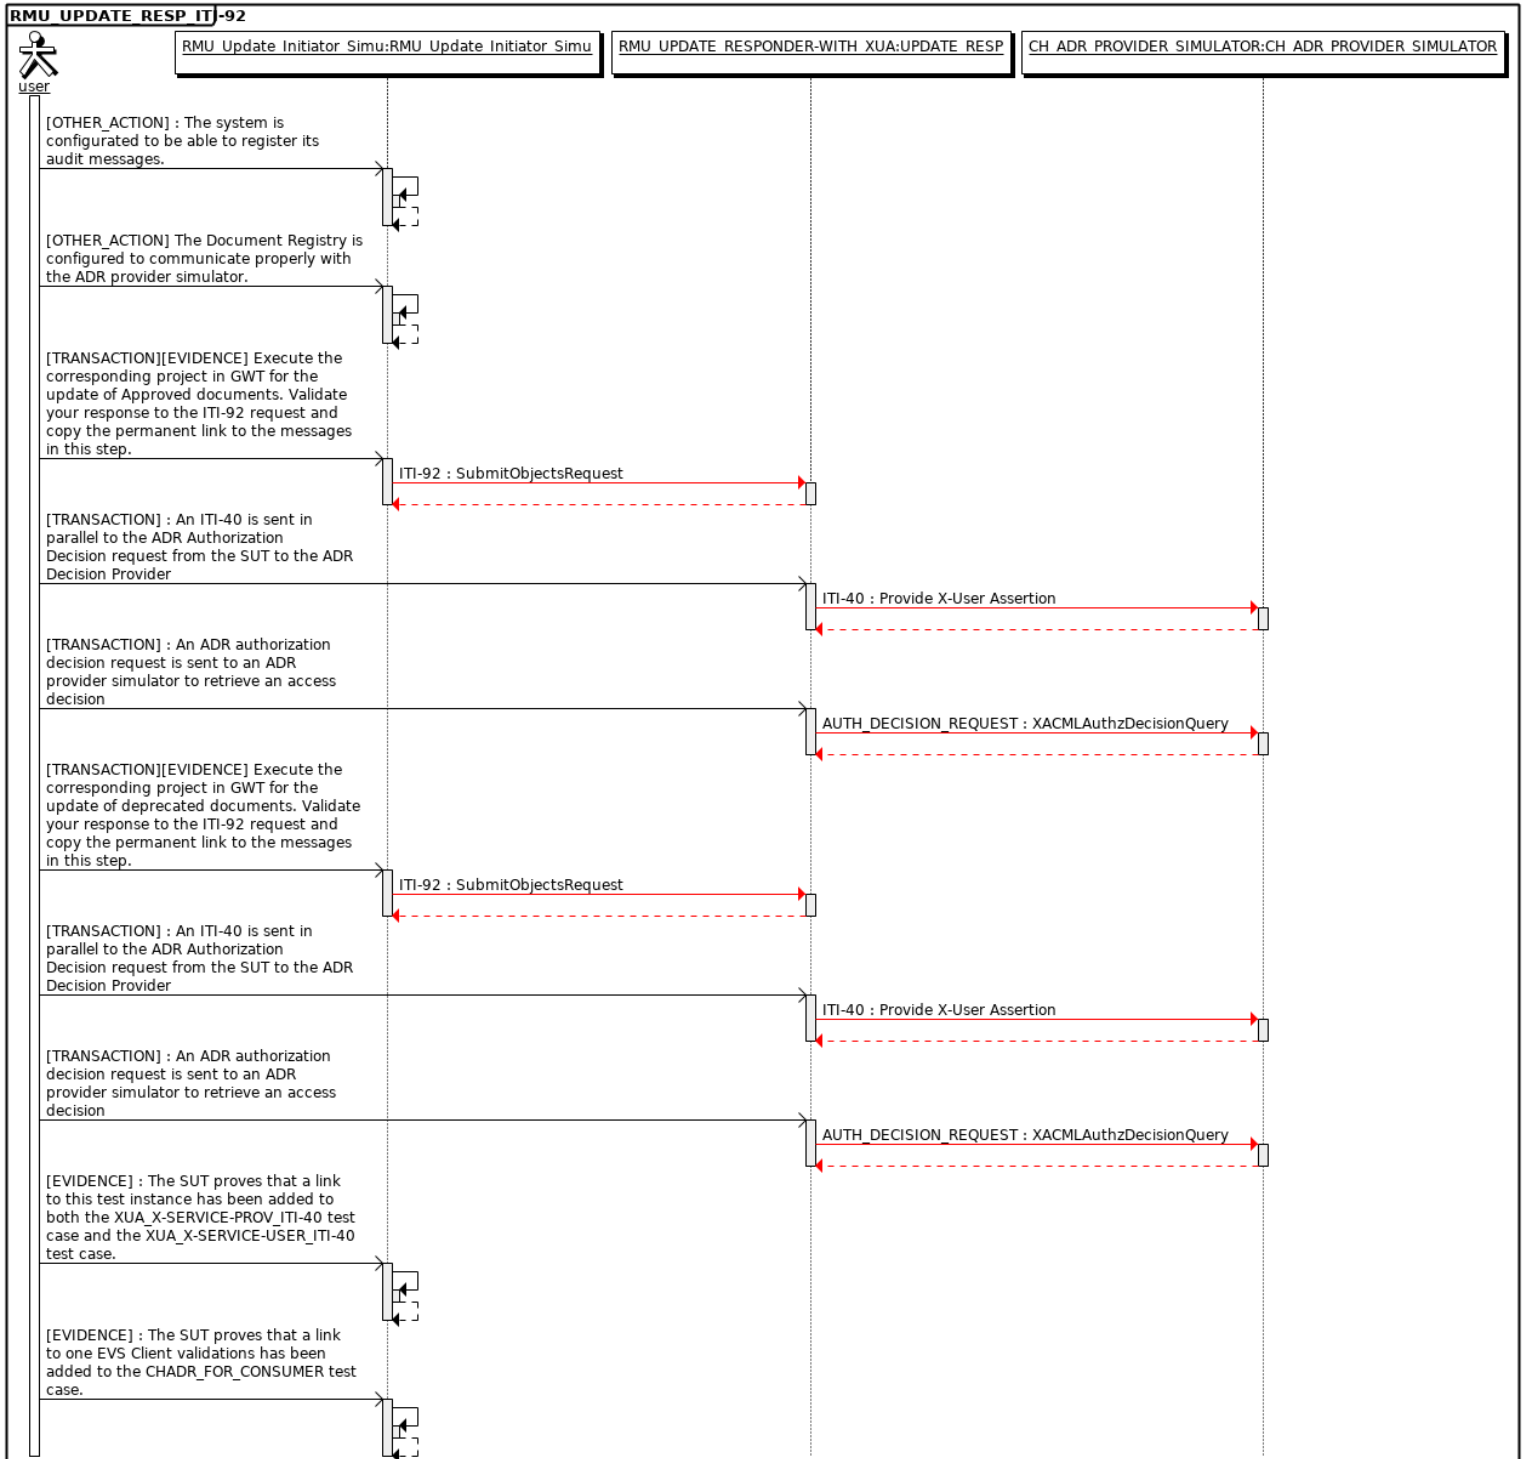 RMU_UPDATE_RESP_ITI-92
user
RMU_Update_Initiator_Simu:RMU_Update_Initiator_Simu
RMU_UPDATE_RESPONDER-WITH_XUA:UPDATE_RESP
CH_ADR_PROVIDER_SIMULATOR:CH_ADR_PROVIDER_SIMULATOR
[OTHER_ACTION] : The system is
configurated to be able to register its
audit messages.
[OTHER_ACTION] The Document Registry is
configured to communicate properly with
the ADR provider simulator.
[TRANSACTION][EVIDENCE] Execute the
corresponding project in GWT for the
update of Approved documents. Validate
your response to the ITI-92 request and
copy the permanent link to the messages
in this step.
ITI-92 : SubmitObjectsRequest
[TRANSACTION] : An ITI-40 is sent in
parallel to the ADR Authorization
Decision request from the SUT to the ADR
Decision Provider
ITI-40 : Provide X-User Assertion
[TRANSACTION] : An ADR authorization
decision request is sent to an ADR
provider simulator to retrieve an access
decision
AUTH_DECISION_REQUEST : XACMLAuthzDecisionQuery
[TRANSACTION][EVIDENCE] Execute the
corresponding project in GWT for the
update of deprecated documents. Validate
your response to the ITI-92 request and
copy the permanent link to the messages
in this step.
ITI-92 : SubmitObjectsRequest
[TRANSACTION] : An ITI-40 is sent in
parallel to the ADR Authorization
Decision request from the SUT to the ADR
Decision Provider
ITI-40 : Provide X-User Assertion
[TRANSACTION] : An ADR authorization
decision request is sent to an ADR
provider simulator to retrieve an access
decision
AUTH_DECISION_REQUEST : XACMLAuthzDecisionQuery
[EVIDENCE] : The SUT proves that a link
to this test instance has been added to
both the XUA_X-SERVICE-PROV_ITI-40 test
case and the XUA_X-SERVICE-USER_ITI-40
test case.
[EVIDENCE] : The SUT proves that a link
to one EVS Client validations has been
added to the CHADR_FOR_CONSUMER test
case.